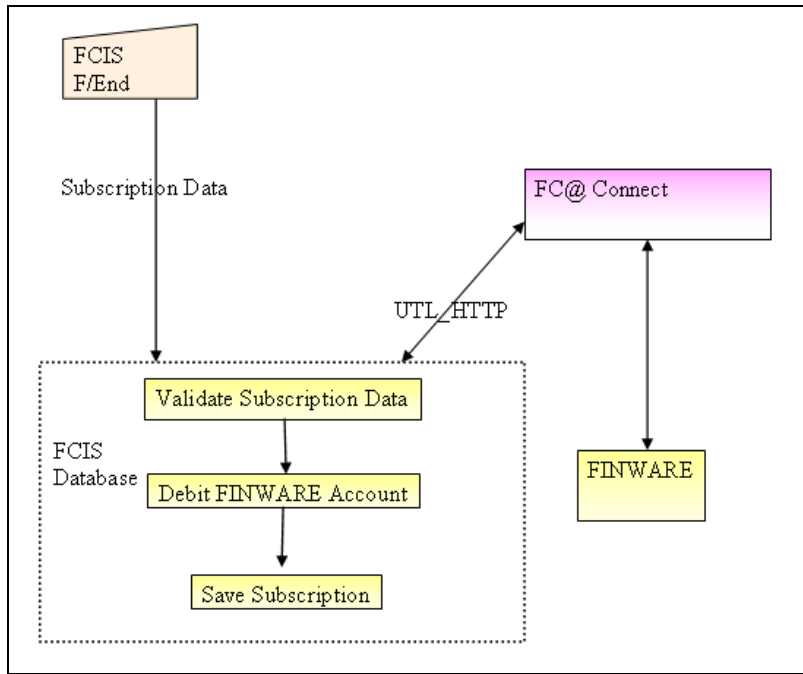 FCIS
F/End
Subscription Data
FC@ Connect
UTL_HTTP
Validate Subscription Data
FCIS
Database
Debit FINWARE Account
FINWARE
Save Subscription